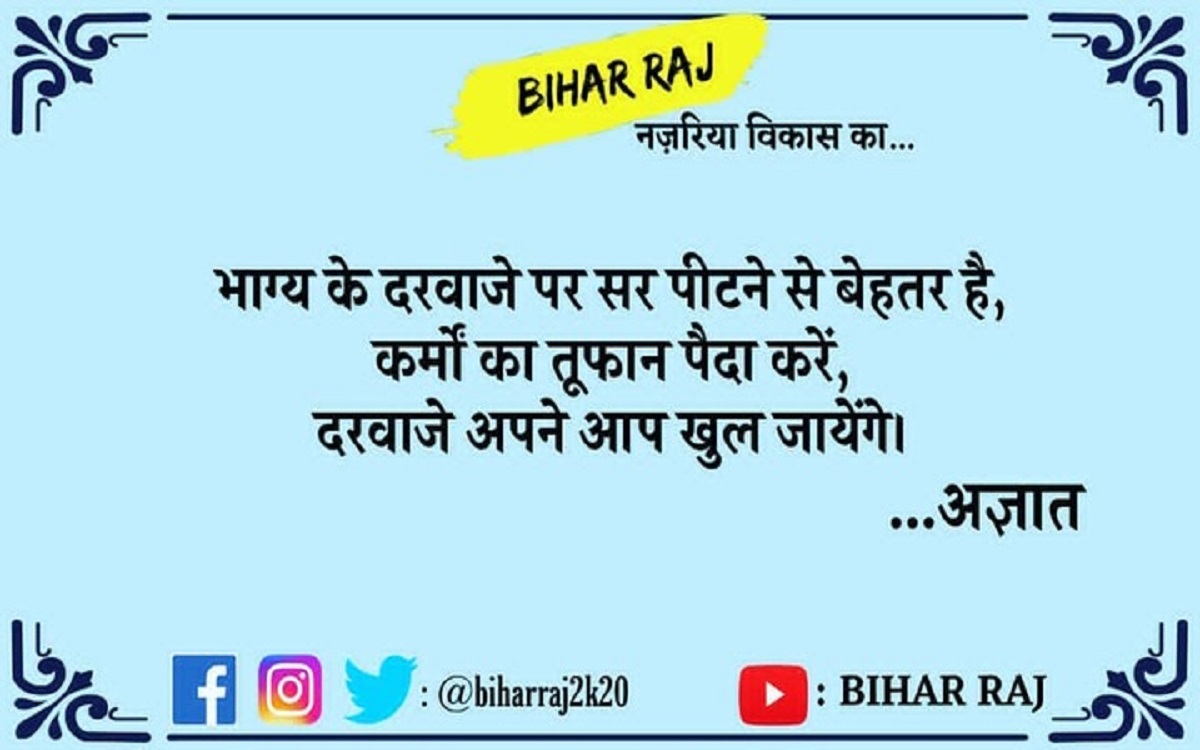 BIHAR RAJ
नज़रिया विकास का...
भाग्य के दरवाजे पर सर पीटने से बेहतर है,
कर्मों का तूफान पैदा करें,
दरवाजे अपने आप खुल जायेंगे।
...अज्ञात
: @biharraj2k20
: BIHAR RAJ